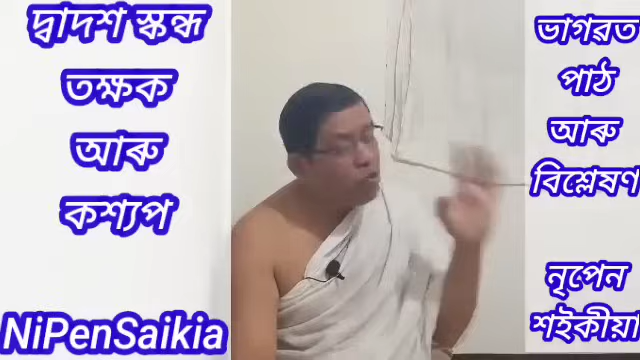 দ্বাদশ স্কন্ধ
তক্ষক
আৰু
কশ্যপ
NiPenSaikia
ভাগৱত
পাঠ
আৰু
বিশ্লেষণ
নৃপেন
শইকীয়া